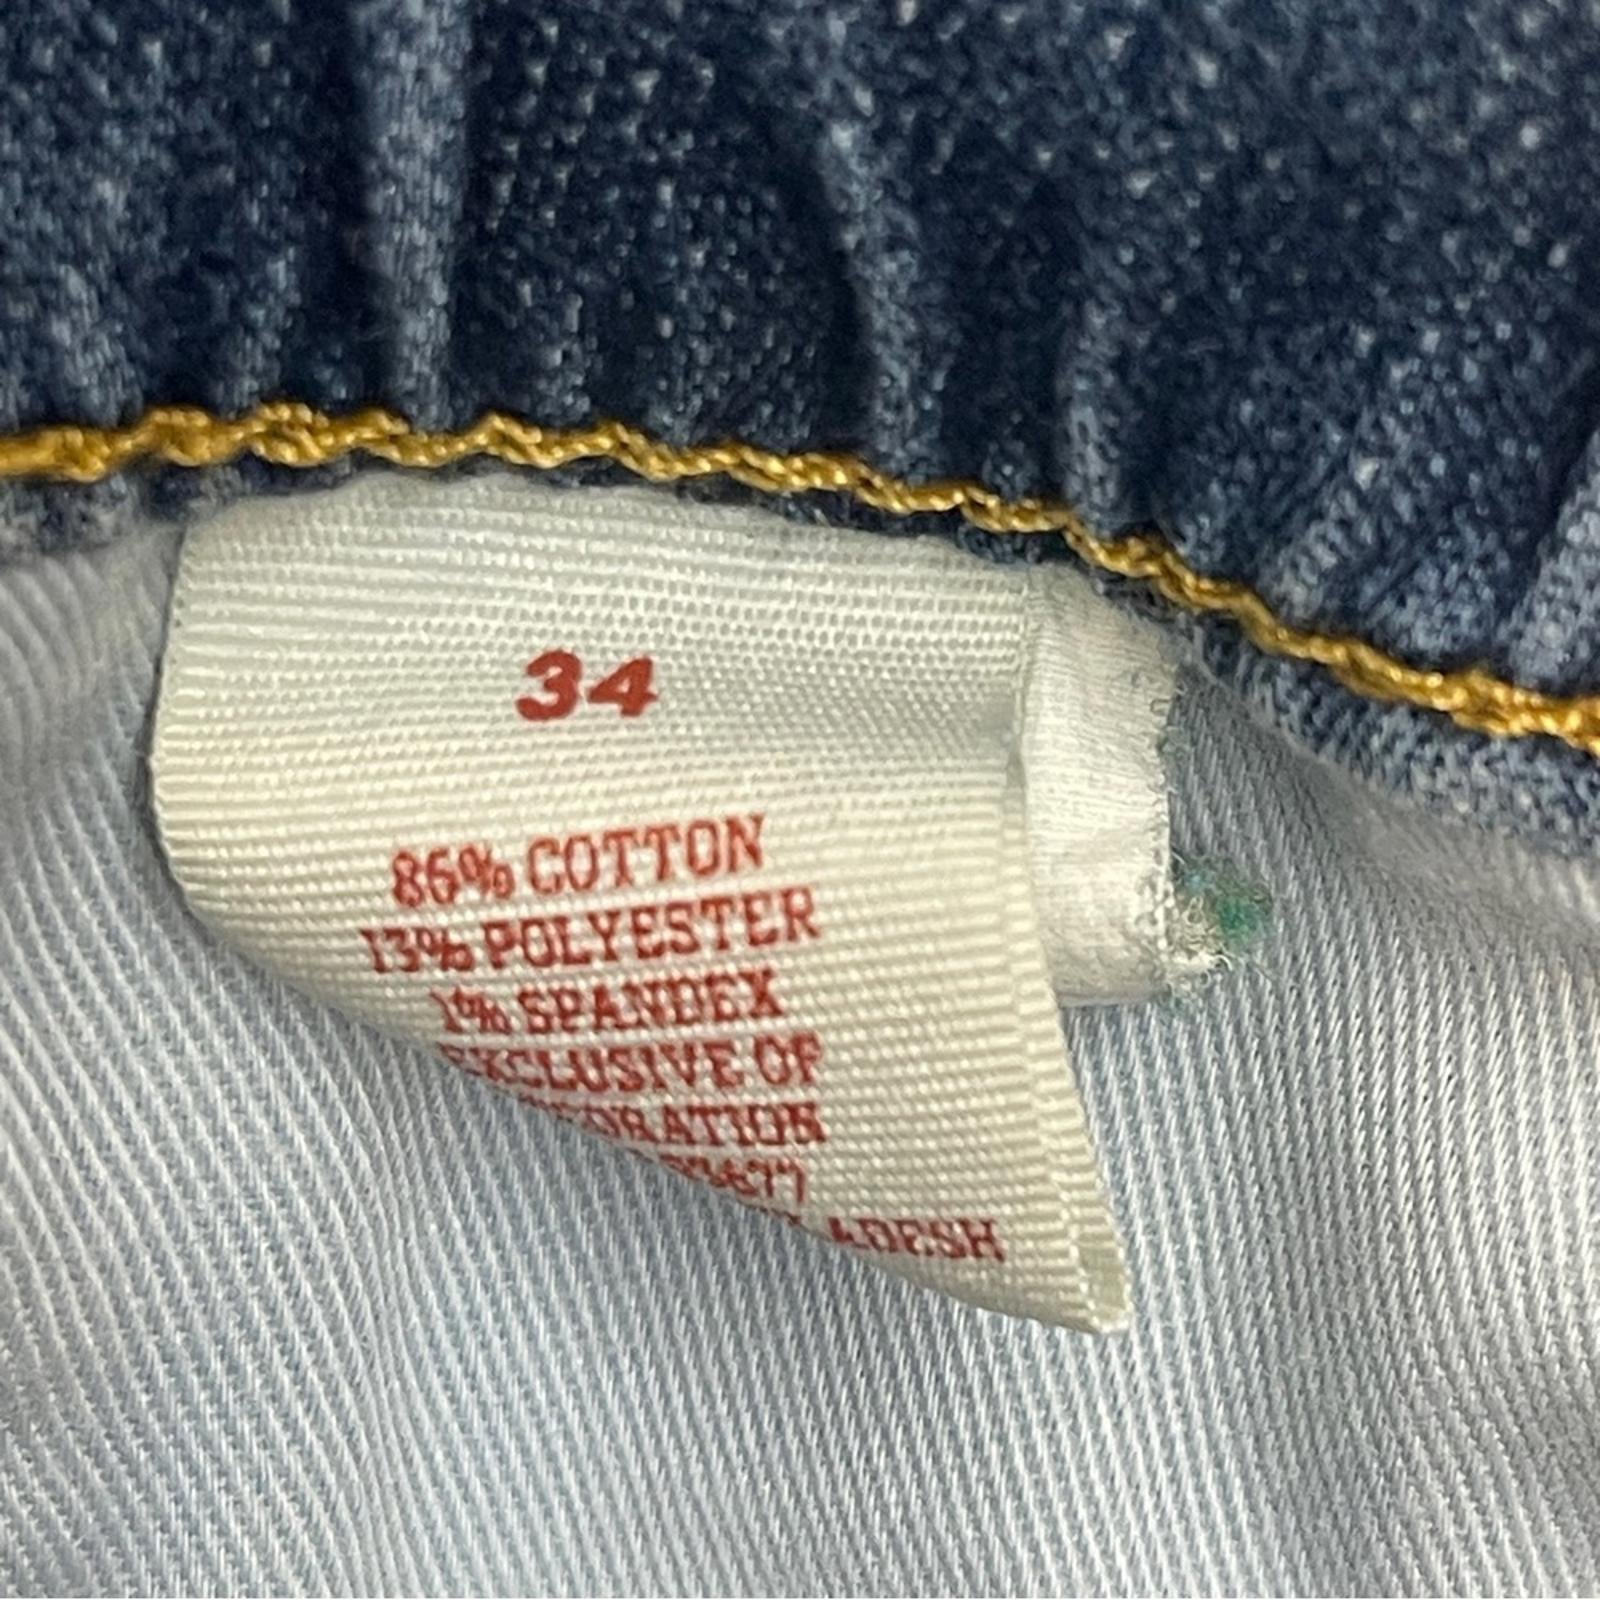 34
86% COTTON
13% POLYESTER
1% SPANDEX
EXCLUSIVE OF